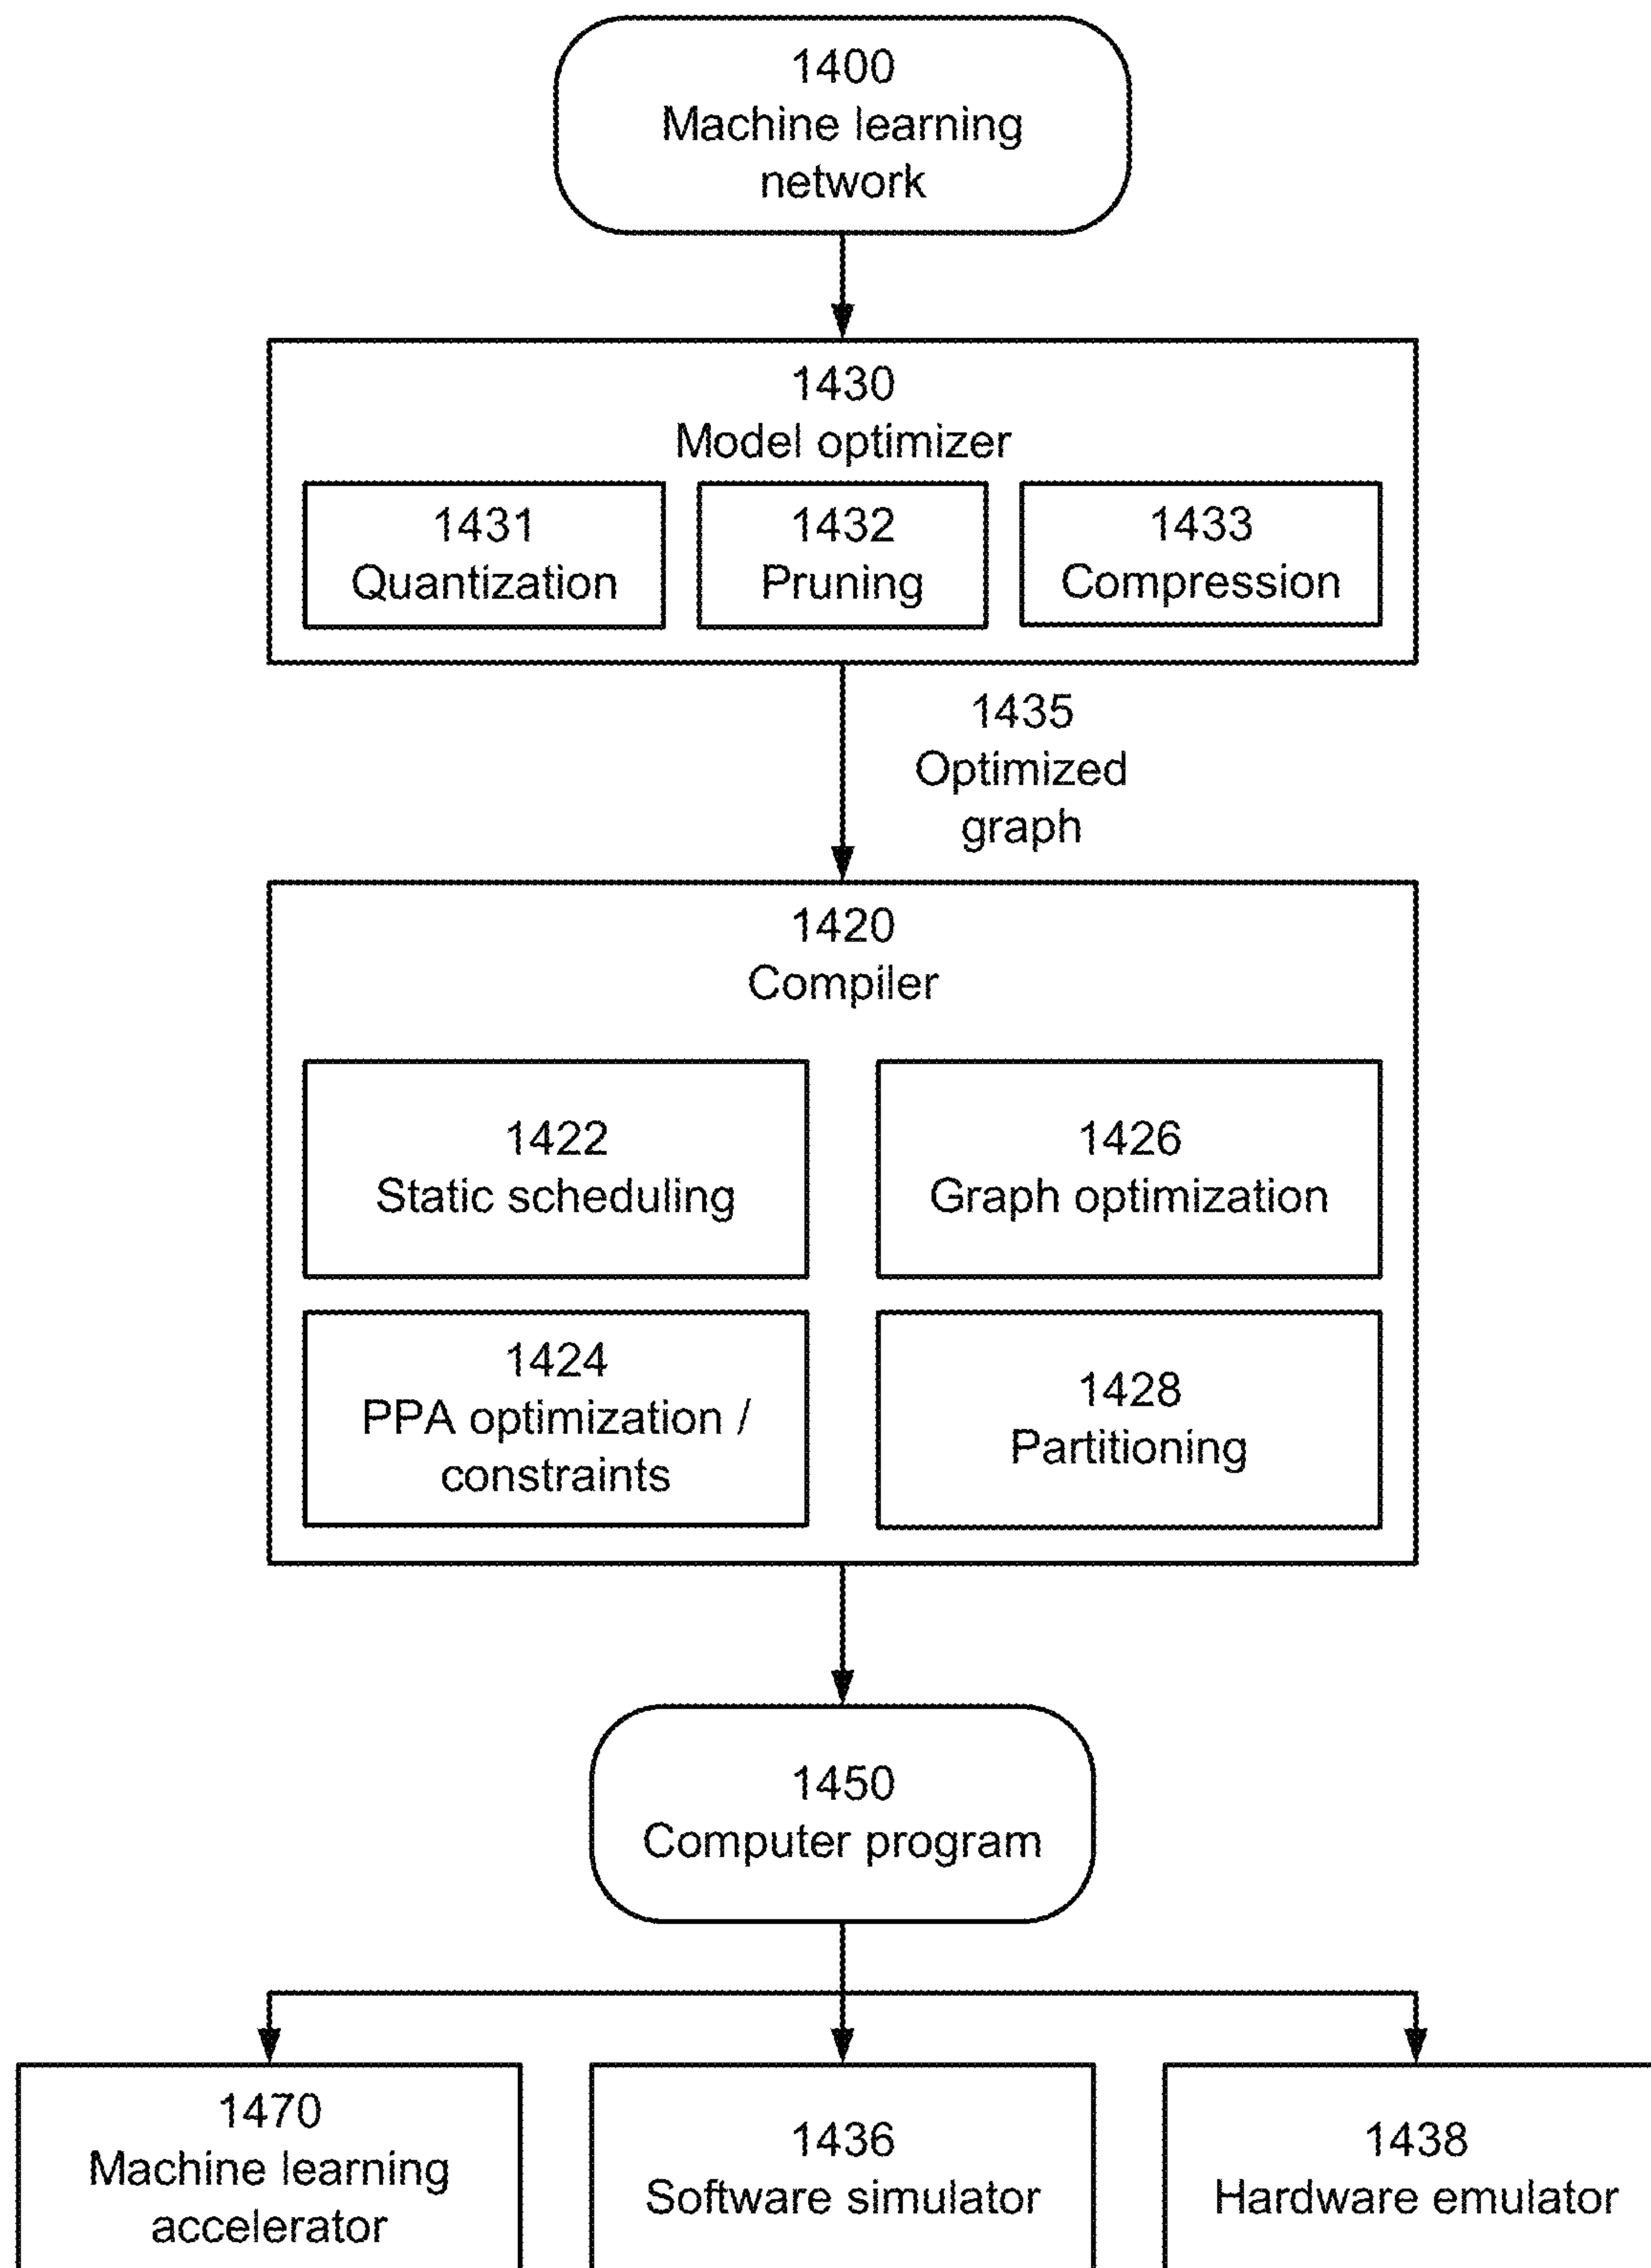 1400
Machine learning
network
1430
Model optimizer
1431
Quantization
1432
Pruning
1433
Compression
1435
Optimized
graph
1420
Compiler
1422
Static scheduling
1426
Graph optimization
1424
PPA optimization /
constraints
1428
Partitioning
1450
Computer program
1470
Machine learning
accelerator
1436
Software simulator
1438
Hardware emulator